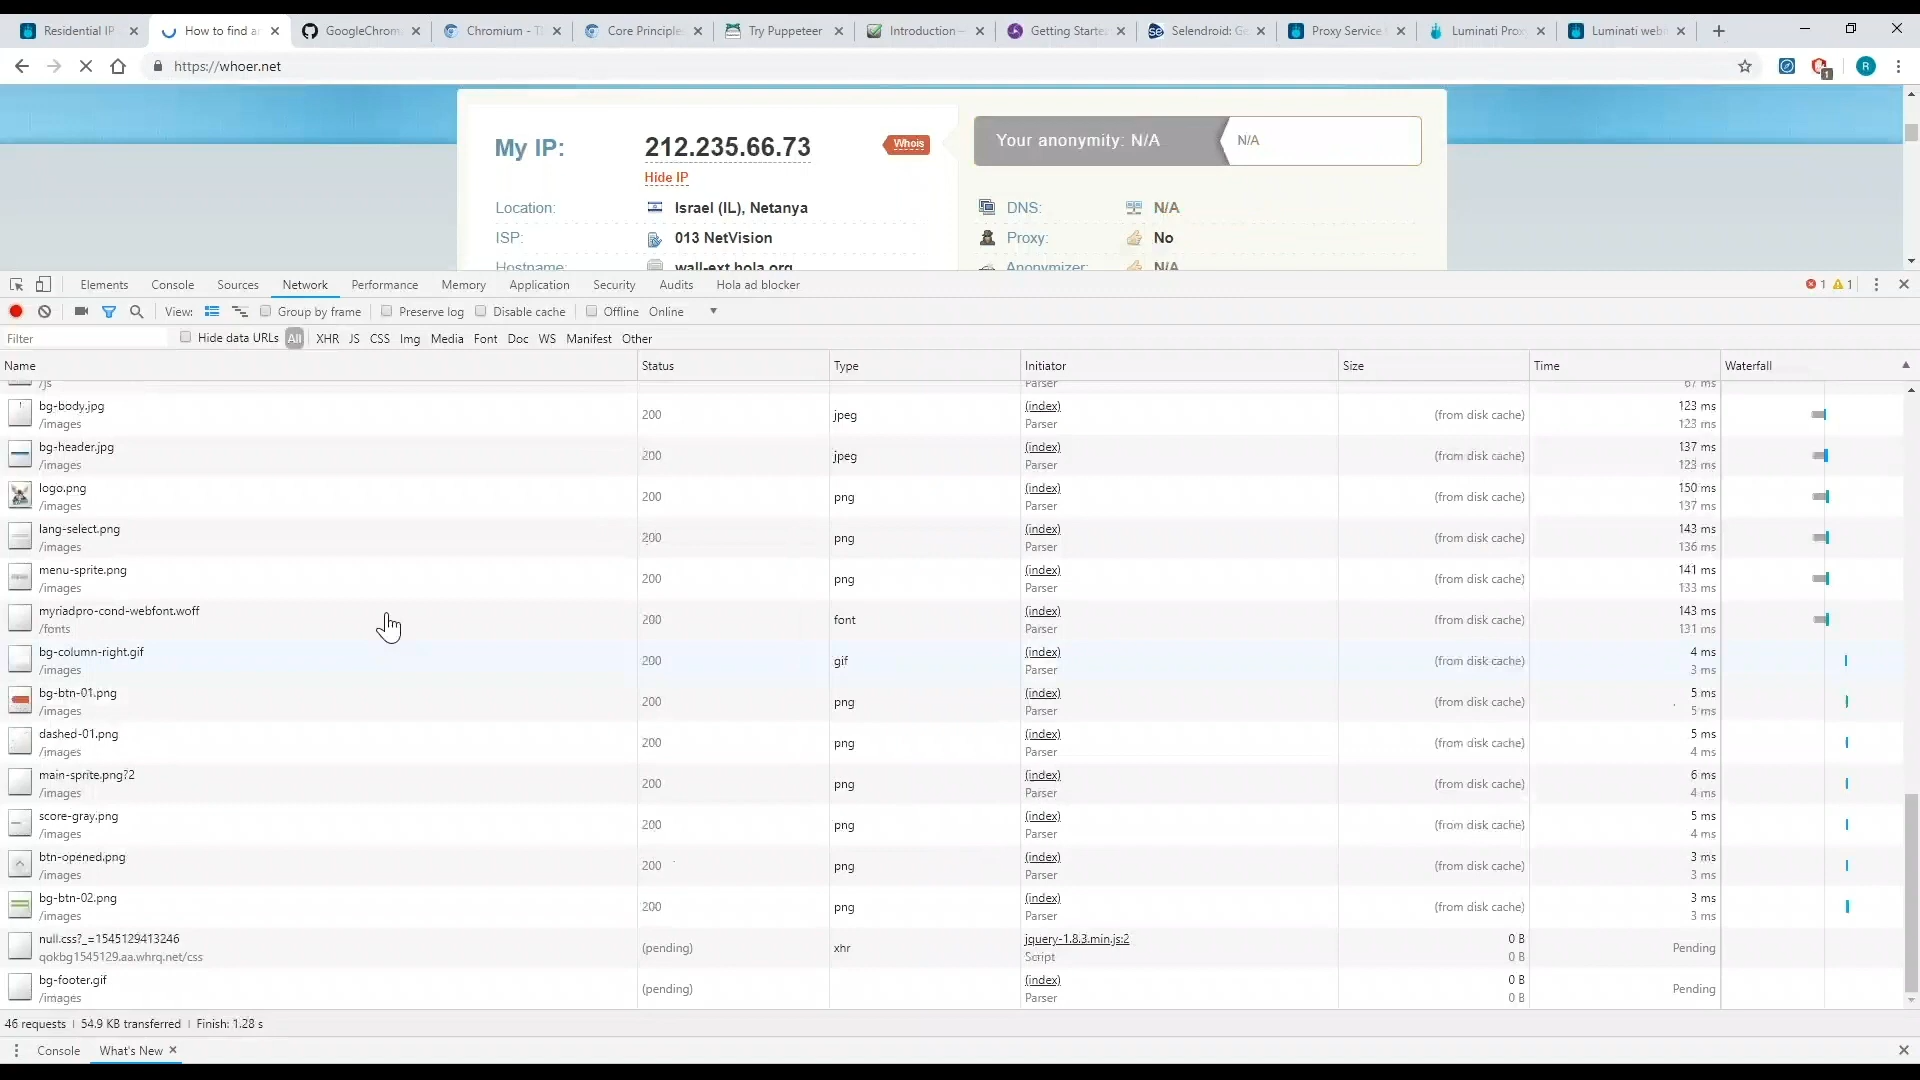 Residential IP
How to find a
GoogleChrom
Chromium - T
Core Principle
Try Puppeteer
Introduction —
Getting Starte
Selendroid: Ge
Proxy Service
Luminati Prox
Luminati webi
https://whoer.net
1
R
My IP:
212.235.66.73
Whois
Hide IP
Your anonymity: N/A
N/A
Location:
Israel (IL), Netanya
DNS:
N/A
ISP:
013 NetVision
Proxy:
No
Hostname:
wall-ext.hola.org
Anonymizer:
N/A
Elements Console Sources Network Performance Memory Application Security Audits Hola ad blocker
1 1
View: Group by frame Preserve log Disable cache Offline Online
Filter Hide data URLs All XHR JS CSS Img Media Font Doc WS Manifest Other
Name Status Type Initiator Size Time Waterfall
/js Parser 67 ms
bg-body.jpg 200 jpeg (index) (from disk cache) 123 ms
/images Parser 123 ms
bg-header.jpg 200 jpeg (index) (from disk cache) 137 ms
/images Parser 123 ms
logo.png 200 png (index) (from disk cache) 150 ms
/images Parser 137 ms
lang-select.png 200 png (index) (from disk cache) 143 ms
/images Parser 136 ms
menu-sprite.png 200 png (index) (from disk cache) 141 ms
/images Parser 133 ms
myriadpro-cond-webfont.woff 200 font (index) (from disk cache) 143 ms
/fonts Parser 131 ms
bg-column-right.gif 200 gif (index) (from disk cache) 4 ms
/images Parser 3 ms
bg-btn-01.png 200 png (index) (from disk cache) 5 ms
/images Parser 5 ms
dashed-01.png 200 png (index) (from disk cache) 5 ms
/images Parser 4 ms
main-sprite.png?2 200 png (index) (from disk cache) 6 ms
/images Parser 4 ms
score-gray.png 200 png (index) (from disk cache) 5 ms
/images Parser 4 ms
btn-opened.png 200 png (index) (from disk cache) 3 ms
/images Parser 3 ms
bg-btn-02.png 200 png (index) (from disk cache) 3 ms
/images Parser 3 ms
null.css?_=1545129413246 (pending) xhr jquery-1.8.3.min.js:2 0 B Pending
qokbg1545129.aa.whrq.net/css Script 0 B
bg-footer.gif (pending) (index) 0 B Pending
/images Parser 0 B
46 requests | 54.9 KB transferred | Finish: 1.28 s
Console What's New